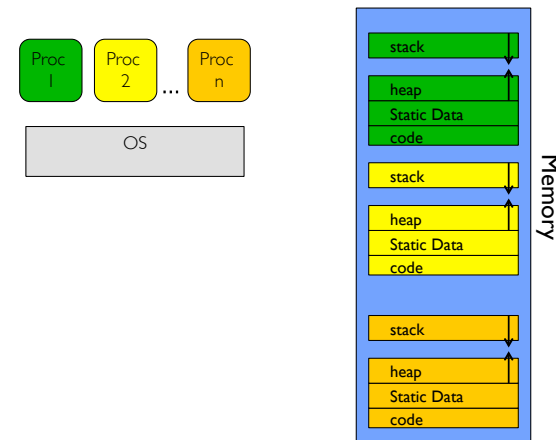 Proc
1
Proc
2
...
Proc
n
OS
stack
heap
Static Data
code
stack
heap
Static Data
code
stack
heap
Static Data
code
Memory